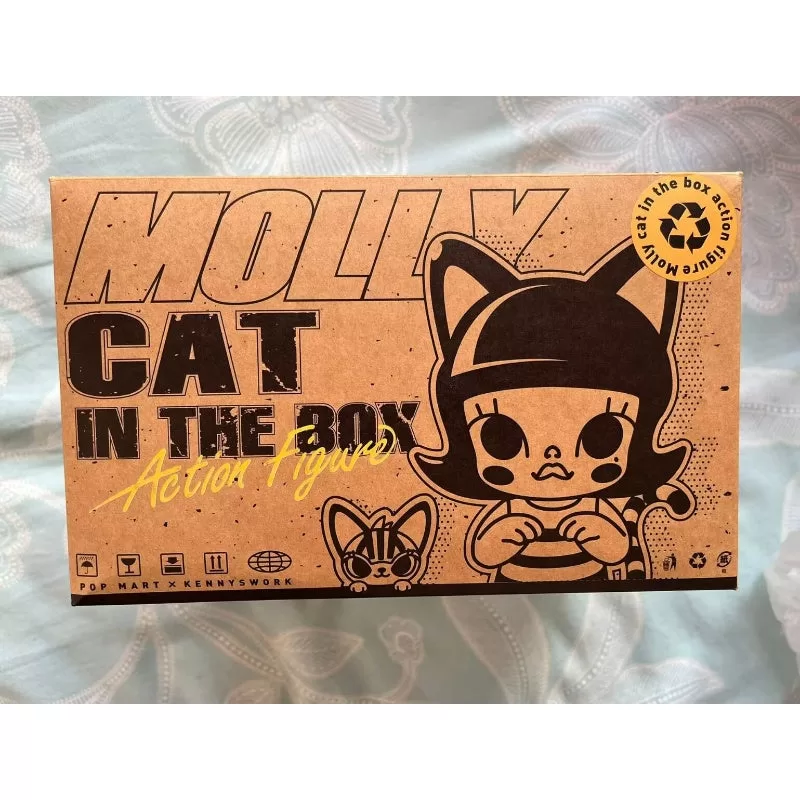 MOLLY
CAT
IN THE BOX
Action Figure
Molly cat in the box action figure
POP MART × KENNYSWORK